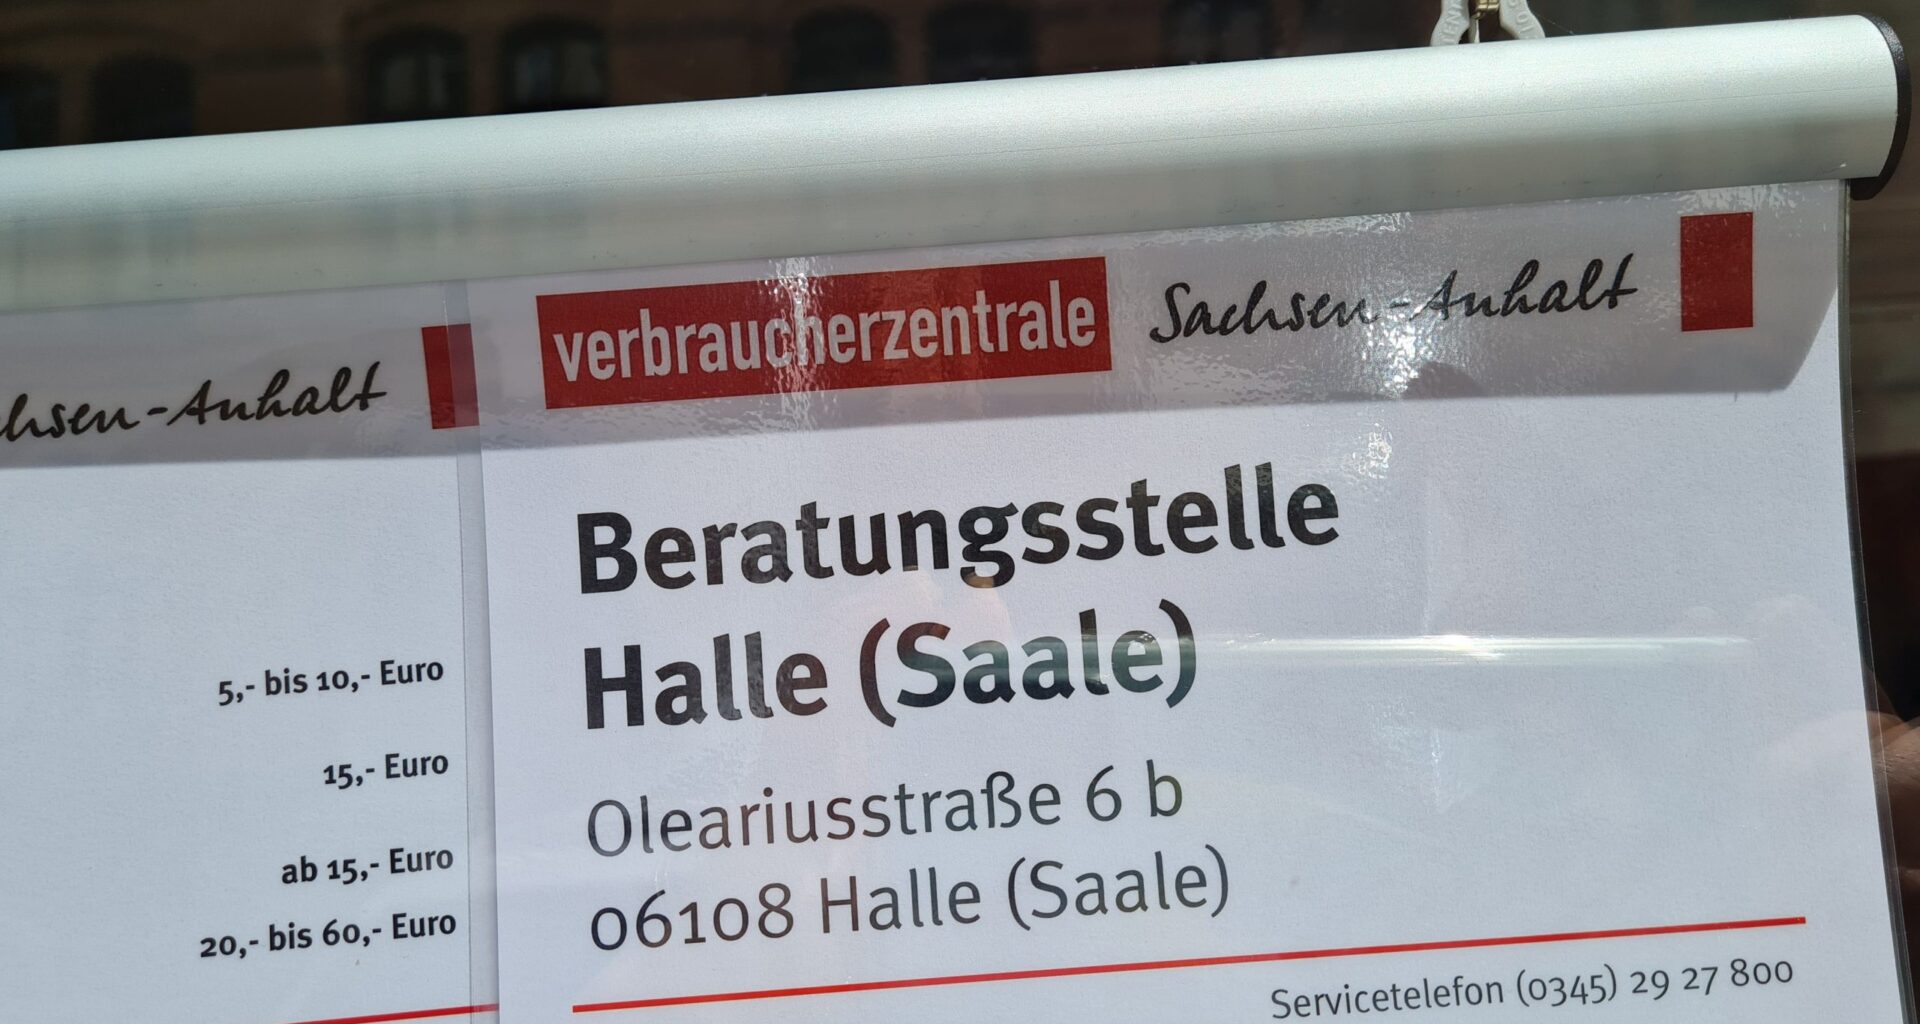 chsen-Anhalt
5,- bis 10,- Euro
15,- Euro
ab 15,- Euro
20,- bis 60,- Euro
verbraucherzentrale Sachsen-Anhalt
Beratungsstelle
Halle (Saale)
Oleariusstraße 6 b
06108 Halle (Saale)
Servicetelefon (0345) 29 27 800